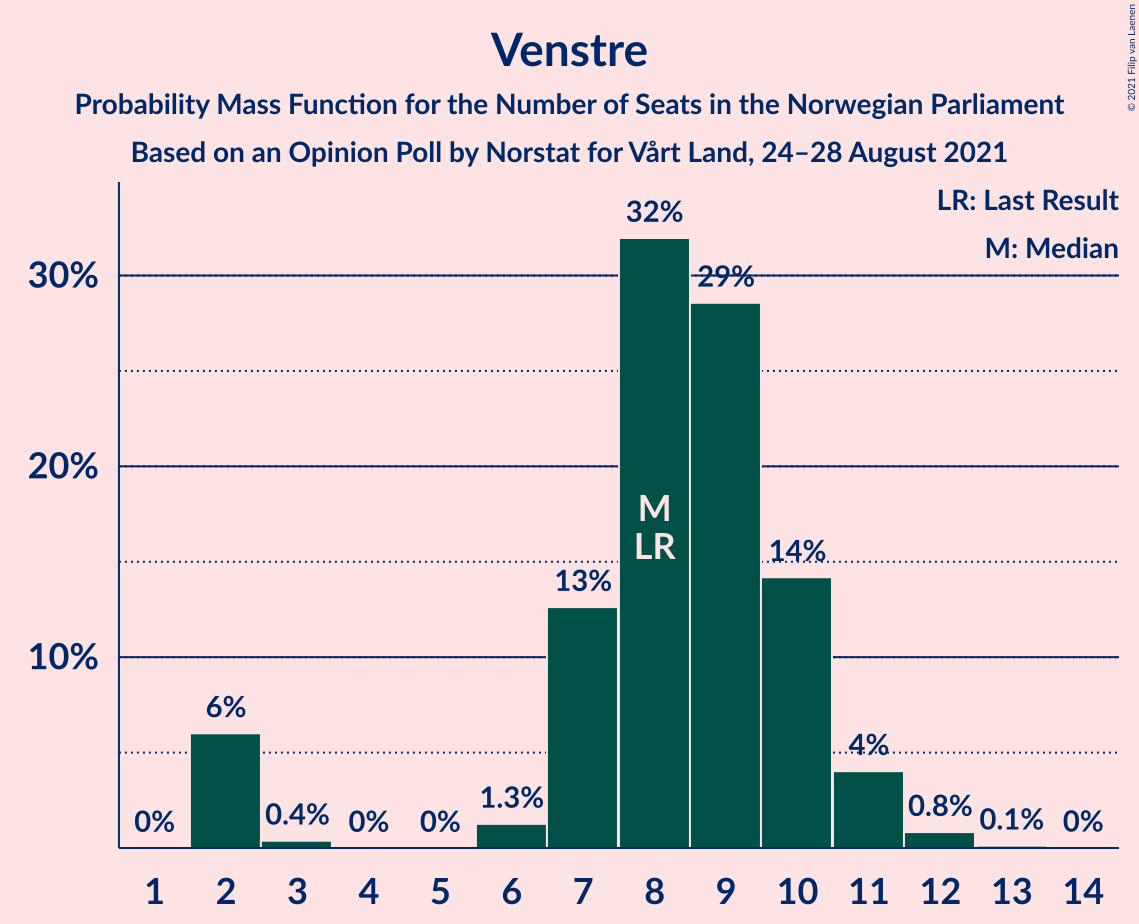 Venstre
Probability Mass Function for the Number of Seats in the Norwegian Parliament
Based on an Opinion Poll by Norstat for Vårt Land, 24–28 August 2021
© 2021 Filip van Laenen
LR: Last Result
M: Median
30%
20%
10%
0%
6%
0.4%
0%
0%
1.3%
13%
32%
29%
14%
4%
0.8%
0.1%
0%
M
LR
1 2 3 4 5 6 7 8 9 10 11 12 13 14